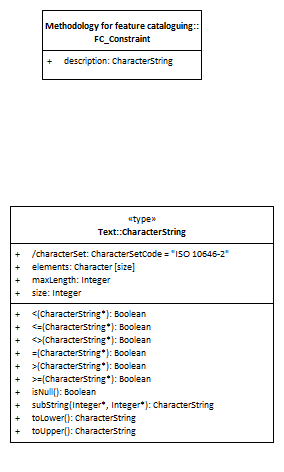 Methodology for feature cataloguing::
FC_Constraint
+ description: CharacterString
«type»
Text::CharacterString
+ /characterSet: CharacterSetCode = "ISO 10646-2"
+ elements: Character [size]
+ maxLength: Integer
+ size: Integer
+ <(CharacterString*): Boolean
+ <=(CharacterString*): Boolean
+ <>(CharacterString*): Boolean
+ =(CharacterString*): Boolean
+ >(CharacterString*): Boolean
+ >=(CharacterString*): Boolean
+ isNull(): Boolean
+ subString(Integer*, Integer*): CharacterString
+ toLower(): CharacterString
+ toUpper(): CharacterString